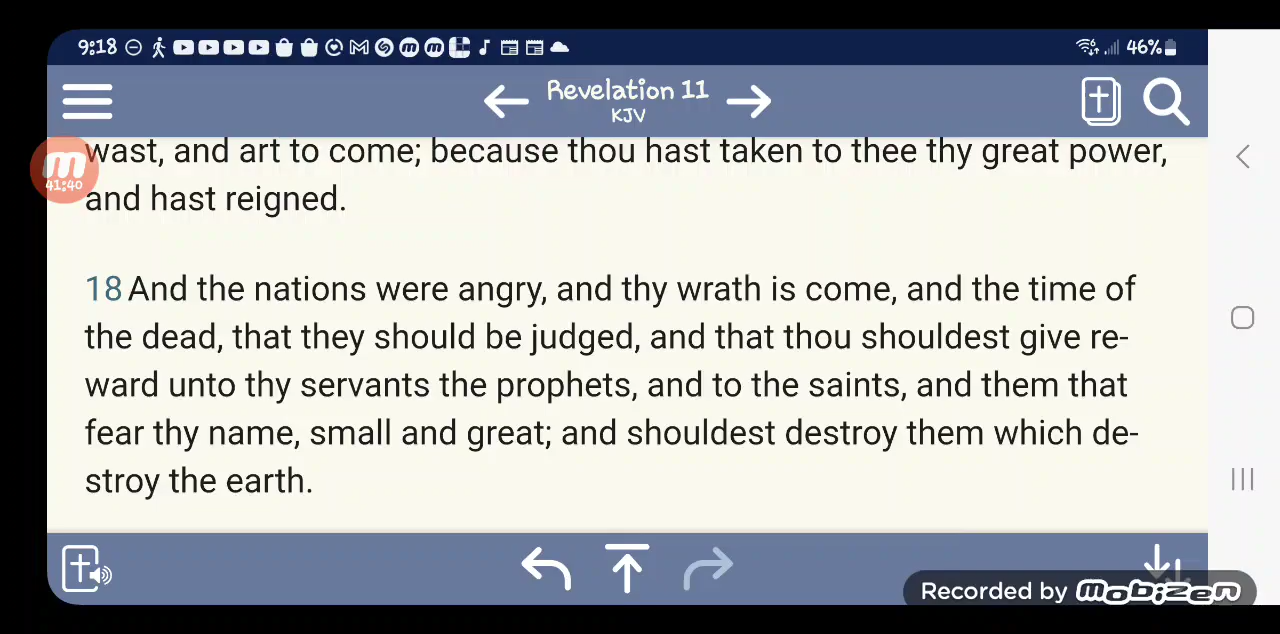 9:18 46%
Revelation 11
KJV
wast, and art to come; because thou hast taken to thee thy great power,
41:40
and hast reigned.
18 And the nations were angry, and thy wrath is come, and the time of
the dead, that they should be judged, and that thou shouldest give re-
ward unto thy servants the prophets, and to the saints, and them that
fear thy name, small and great; and shouldest destroy them which de-
stroy the earth.
Recorded by mobizen